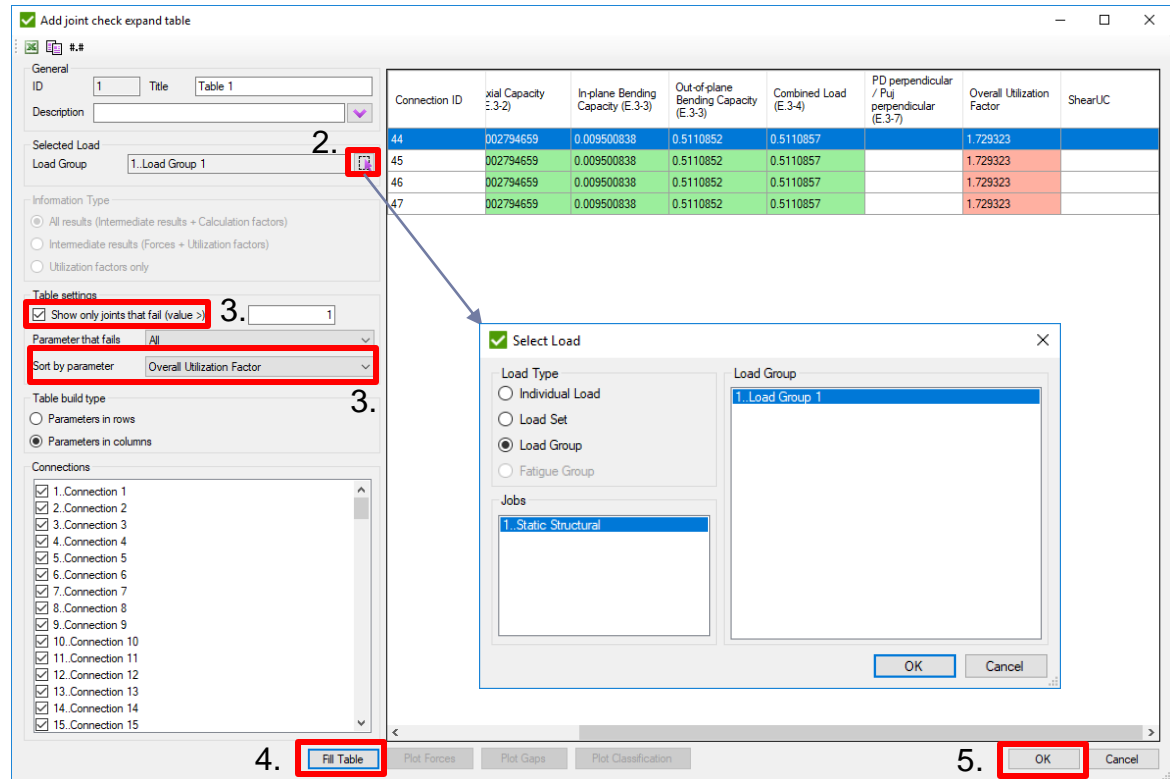 Add joint check expand table
#.#
General
ID 1 Title Table 1
Description
Selected Load
2.
Load Group 1..Load Group 1
Information Type
All results (Intermediate results + Calculation factors)
Intermediate results (Forces + Utilization factors)
Utilization factors only
Table settings
Show only joints that fail (value >) 3. 1
Parameter that fails All
Sort by parameter Overall Utilization Factor
3.
Table build type
Parameters in rows
Parameters in columns
Connections
1..Connection 1
2..Connection 2
3..Connection 3
4..Connection 4
5..Connection 5
6..Connection 6
7..Connection 7
8..Connection 8
9..Connection 9
10..Connection 10
11..Connection 11
12..Connection 12
13..Connection 13
14..Connection 14
15..Connection 15
Connection ID
xial Capacity
E.3-2)
In-plane Bending
Capacity (E.3-3)
Out-of-plane
Bending Capacity
(E.3-3)
Combined Load
(E.3-4)
PD perpendicular
/ Puj
perpendicular
(E.3-7)
Overall Utilization
Factor
ShearUC
44 002794659 0.009500838 0.5110852 0.5110857 1.729323
45 002794659 0.009500838 0.5110852 0.5110857 1.729323
46 002794659 0.009500838 0.5110852 0.5110857 1.729323
47 002794659 0.009500838 0.5110852 0.5110857 1.729323
Select Load
Load Type
Individual Load
Load Set
Load Group
Fatigue Group
Jobs
1..Static Structural
Load Group
1..Load Group 1
OK Cancel
4. Fill Table Plot Forces Plot Gaps Plot Classification 5. OK Cancel